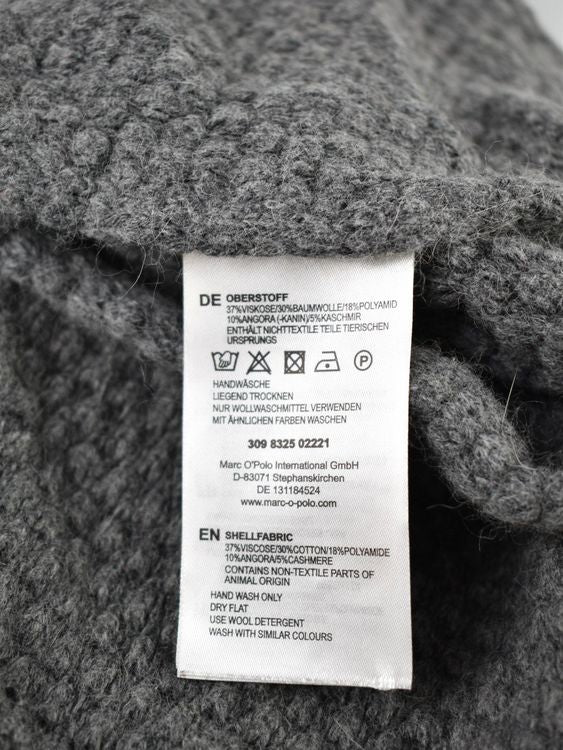 DE OBERSTOFF
37%VISKOSE/30%BAUMWOLLE/18%POLYAMID
10%ANGORA (-KANIN)/5%KASCHMIR
ENTHÄLT NICHTTEXTILE TEILE TIERISCHEN
URSPRUNGS
P
HANDWÄSCHE
LIEGEND TROCKNEN
NUR WOLLWASCHMITTEL VERWENDEN
MIT ÄHNLICHEN FARBEN WASCHEN
309 8325 02221
Marc O'Polo International GmbH
D-83071 Stephanskirchen
DE 131184524
www.marc-o-polo.com
EN SHELLFABRIC
37%VISCOSE/30%COTTON/18%POLYAMIDE
10%ANGORA/5%CASHMERE
CONTAINS NON-TEXTILE PARTS OF
ANIMAL ORIGIN
HAND WASH ONLY
DRY FLAT
USE WOOL DETERGENT
WASH WITH SIMILAR COLOURS